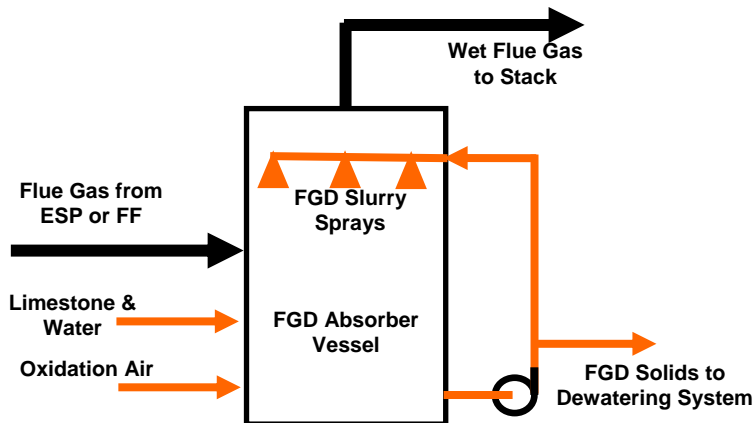 Wet Flue Gas
to Stack
Flue Gas from
ESP or FF
FGD Slurry
Sprays
Limestone &
Water
FGD Absorber
Vessel
Oxidation Air
FGD Solids to
Dewatering System